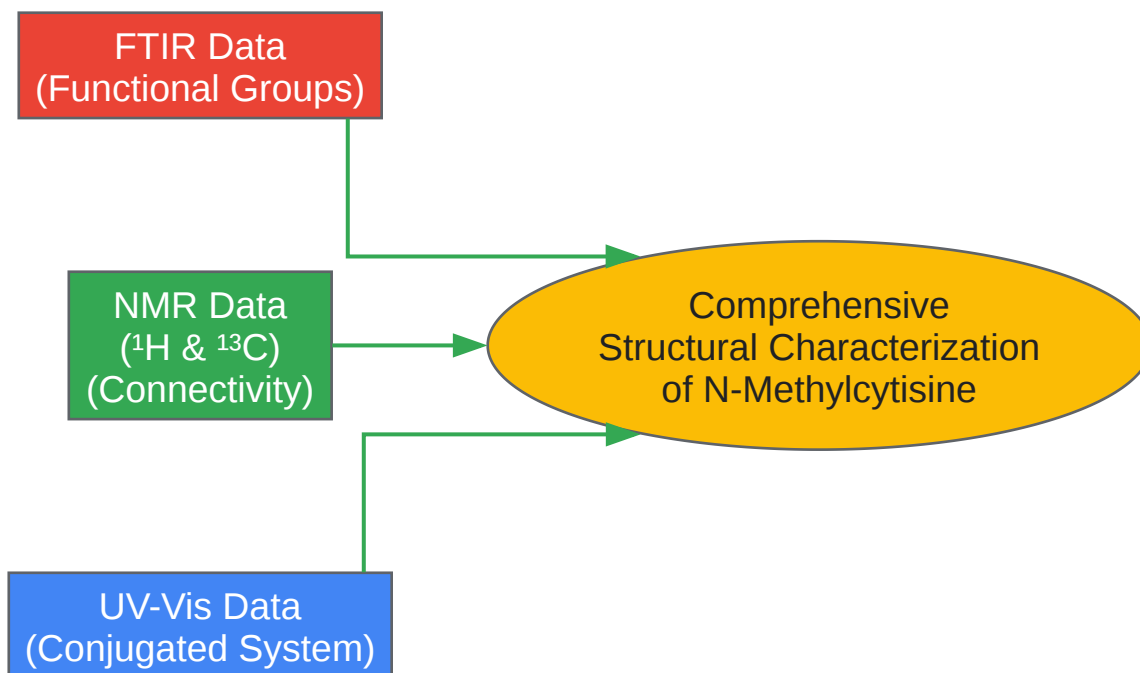 FTIR Data
(Functional Groups)
NMR Data
(¹H & ¹³C)
(Connectivity)
Comprehensive
Structural Characterization
of N-Methylcytisine
UV-Vis Data
(Conjugated System)